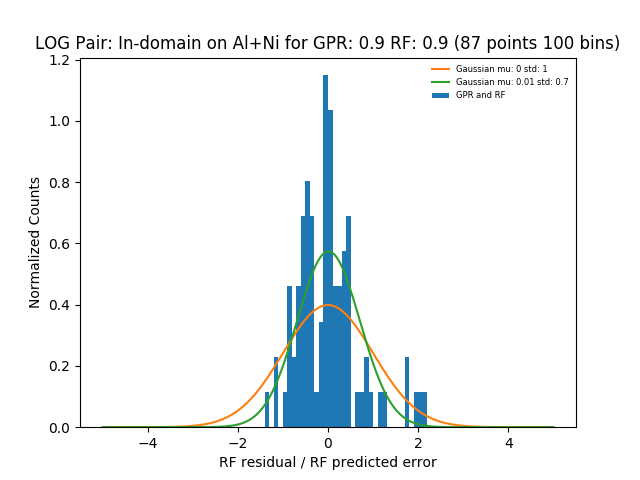 LOG Pair: In-domain on Al+Ni for GPR: 0.9 RF: 0.9 (87 points 100 bins)
Gaussian mu: 0 std: 1
Gaussian mu: 0.01 std: 0.7
GPR and RF
Normalized Counts
1.2
1.0
0.8
0.6
0.4
0.2
0.0
−4 −2 0 2 4
RF residual / RF predicted error